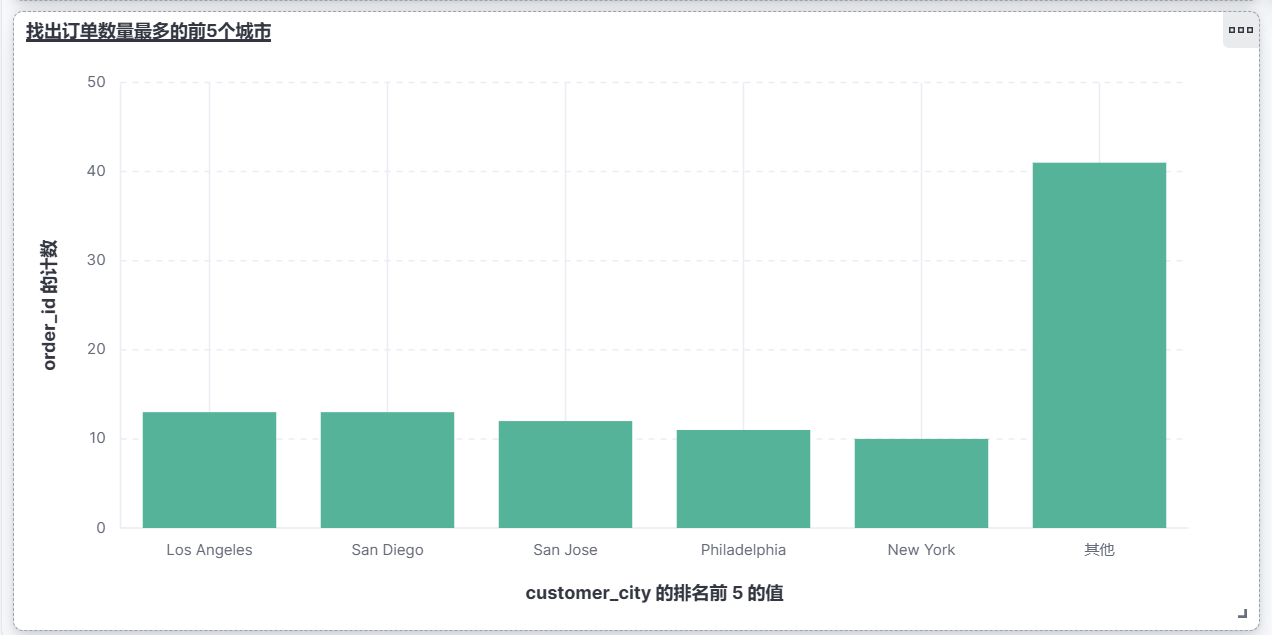 找出订单数量最多的前5个城市
50
40
30
20
10
0
order_id 的计数
Los Angeles
San Diego
San Jose
Philadelphia
New York
其他
customer_city 的排名前 5 的值